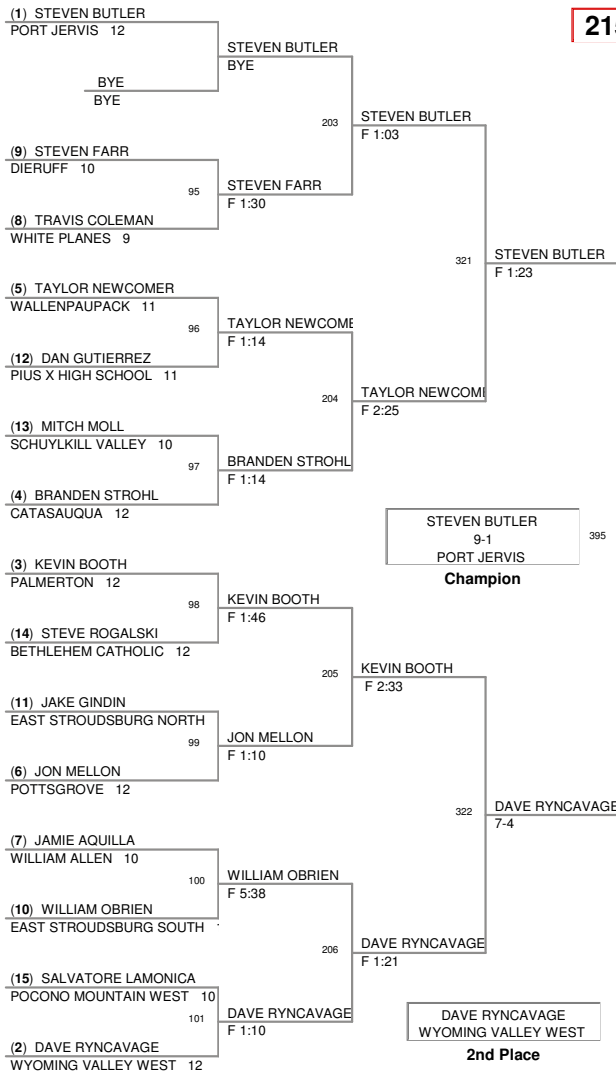 (1) STEVEN BUTLER
PORT JERVIS 12
BYE
BYE
STEVEN BUTLER
BYE
203
(9) STEVEN FARR
DIERUFF 10
95
STEVEN FARR
F 1:30
(8) TRAVIS COLEMAN
WHITE PLANES 9
STEVEN BUTLER
F 1:03
(5) TAYLOR NEWCOMER
WALLENPAUPACK 11
96
TAYLOR NEWCOME
F 1:14
(12) DAN GUTIERREZ
PIUS X HIGH SCHOOL 11
204
TAYLOR NEWCOM
F 2:25
(13) MITCH MOLL
SCHUYLKILL VALLEY 10
97
BRANDEN STROHL
F 1:14
(4) BRANDEN STROHL
CATASAUQUA 12
321
STEVEN BUTLER
F 1:23
STEVEN BUTLER
9-1
PORT JERVIS
395
Champion
(3) KEVIN BOOTH
PALMERTON 12
98
KEVIN BOOTH
F 1:46
(14) STEVE ROGALSKI
BETHLEHEM CATHOLIC 12
205
KEVIN BOOTH
F 2:33
(11) JAKE GINDIN
EAST STROUDSBURG NORTH
99
JON MELLON
F 1:10
(6) JON MELLON
POTTSGROVE 12
322
DAVE RYNCAVAGE
7-4
(7) JAMIE AQUILLA
WILLIAM ALLEN 10
100
WILLIAM OBRIEN
F 5:38
(10) WILLIAM OBRIEN
EAST STROUDSBURG SOUTH
206
DAVE RYNCAVAGE
F 1:21
(15) SALVATORE LAMONICA
POCONO MOUNTAIN WEST 10
101
DAVE RYNCAVAGE
F 1:10
(2) DAVE RYNCAVAGE
WYOMING VALLEY WEST 12
DAVE RYNCAVAGE
WYOMING VALLEY WEST
2nd Place